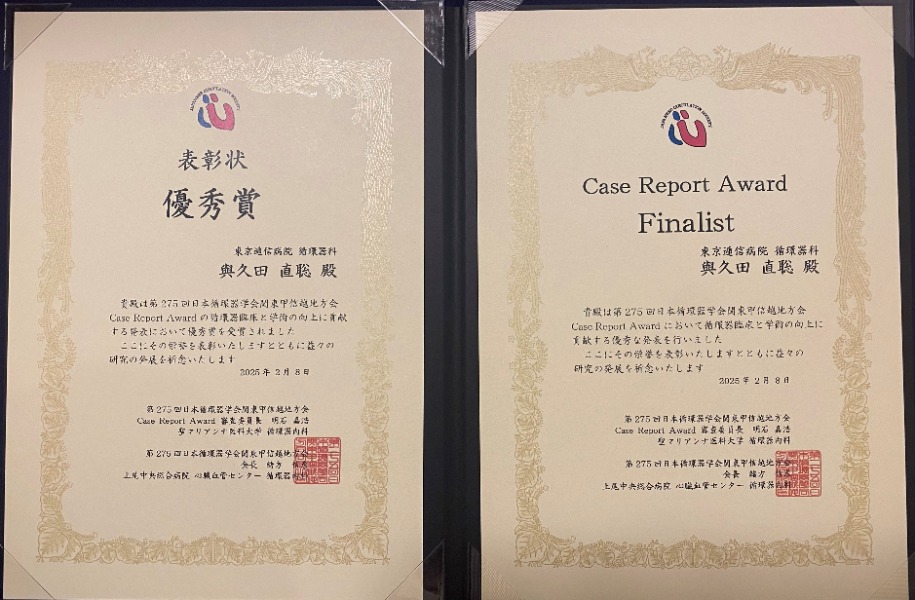 表彰状
優秀賞
東京逓信病院 循環器科
與久田 直聡 殿
貴殿は第275回日本循環器学会関東甲信越地方会
Case Report Award の循環器臨床と学術の向上に貢献
する発表において優秀賞を受賞されました
ここにその栄誉を表彰いたしますとともに益々の
研究の発展を祈念いたします
2025年2月8日
第275回日本循環器学会関東甲信越地方会
Case Report Award 審査委員長 明石 嘉浩
聖マリアンナ医科大学 循環器内科
第275回日本循環器学会関東甲信越地方会
会長 緒方 信彦
上尾中央総合病院 心臓血管センター 循環器内科
Case Report Award
Finalist
東京逓信病院 循環器科
與久田 直聡 殿
貴殿は第275回日本循環器学会関東甲信越地方会
Case Report Award において循環器臨床と学術の向上に
貢献する優秀な発表を行いました
ここにその栄誉を表彰いたしますとともに益々の
研究の発展を祈念いたします
2025年2月8日
第275回日本循環器学会関東甲信越地方会
Case Report Award 審査委員長 明石 嘉浩
聖マリアンナ医科大学 循環器内科
第275回日本循環器学会関東甲信越地方会
会長 緒方 信彦
上尾中央総合病院 心臓血管センター 循環器内科